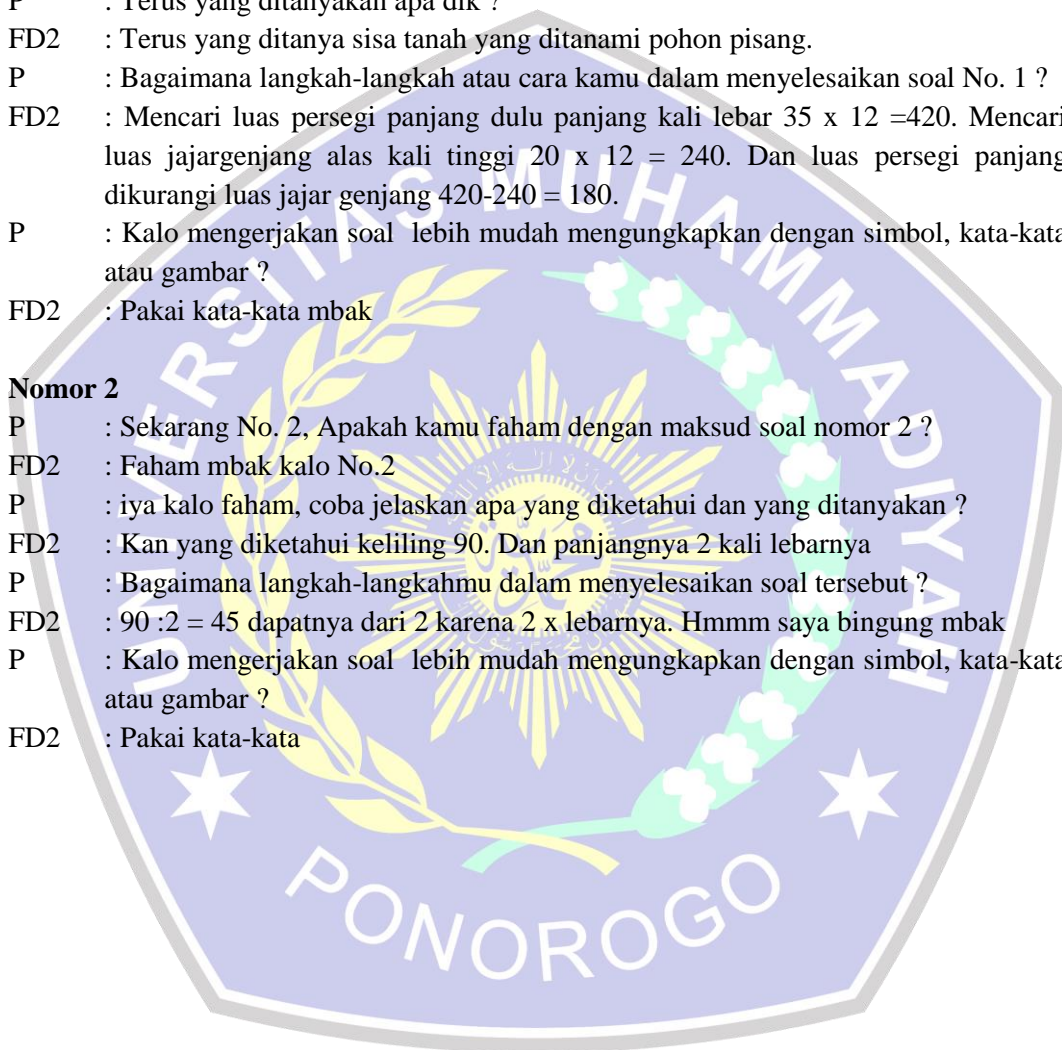 P : Terus yang ditanyakan apa dik ?
FD2 : Terus yang ditanya sisa tanah yang ditanami pohon pisang.
P : Bagaimana langkah-langkah atau cara kamu dalam menyelesaikan soal No. 1 ?
FD2 : Mencari luas persegi panjang dulu panjang kali lebar 35 x 12 =420. Mencari
luas jajargenjang alas kali tinggi 20 x 12 = 240. Dan luas persegi panjang
dikurangi luas jajar genjang 420-240 = 180.
P : Kalo mengerjakan soal lebih mudah mengungkapkan dengan simbol, kata-kata
atau gambar ?
FD2 : Pakai kata-kata mbak
Nomor 2
P : Sekarang No. 2, Apakah kamu faham dengan maksud soal nomor 2 ?
FD2 : Faham mbak kalo No.2
P : iya kalo faham, coba jelaskan apa yang diketahui dan yang ditanyakan ?
FD2 : Kan yang diketahui keliling 90. Dan panjangnya 2 kali lebarnya
P : Bagaimana langkah-langkahmu dalam menyelesaikan soal tersebut ?
FD2 : 90 :2 = 45 dapatnya dari 2 karena 2 x lebarnya. Hmmm saya bingung mbak
P : Kalo mengerjakan soal lebih mudah mengungkapkan dengan simbol, kata-kata
atau gambar ?
FD2 : Pakai kata-kata
UNIVERSITAS MUHAMMADIYAH
PONOROGO